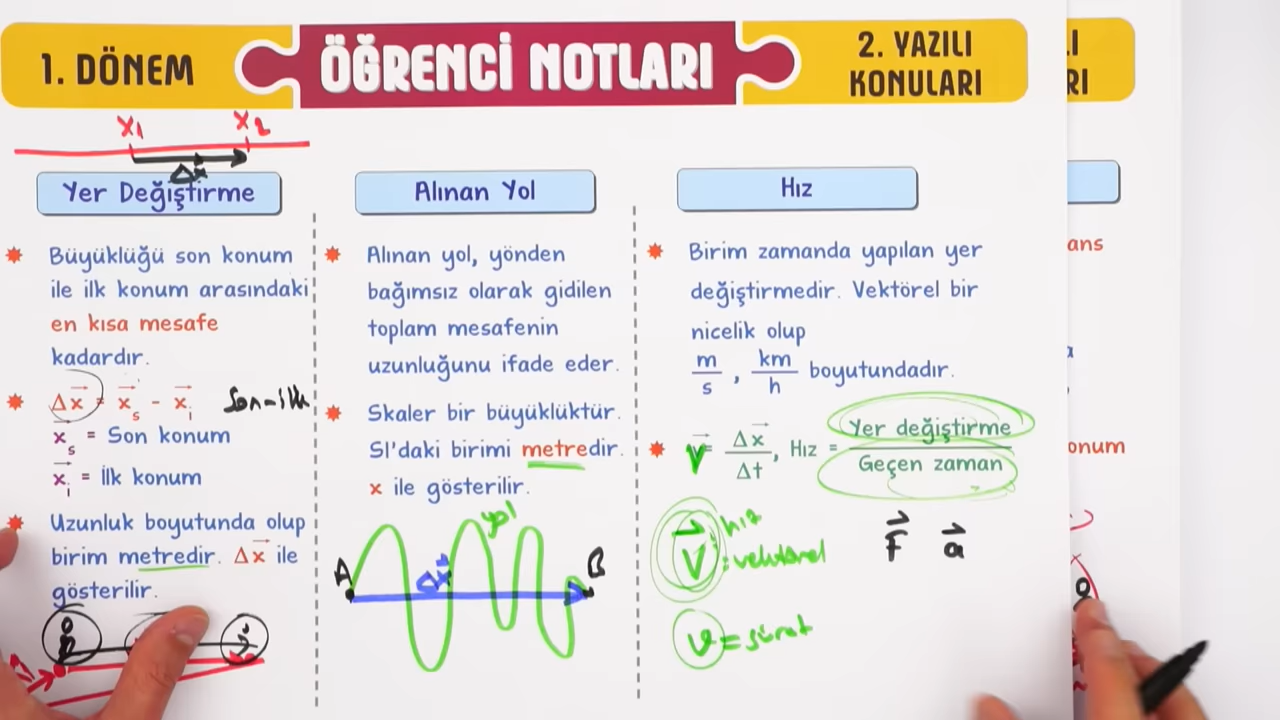 1. DÖNEM
ÖĞRENCİ NOTLARI
2. YAZILI
KONULARI
RI
x₁
x₂
Δx⃗
Yer Değiştirme
Büyüklüğü son konum
ile ilk konum arasındaki
en kısa mesafe
kadardır.
Δx⃗ = x⃗s - x⃗i
Son-ilk
x⃗s = Son konum
x⃗i = İlk konum
Uzunluk boyutunda olup
birim metredir. Δx⃗ ile
gösterilir.
Alınan Yol
Alınan yol, yönden
bağımsız olarak gidilen
toplam mesafenin
uzunluğunu ifade eder.
Skaler bir büyüklüktür.
SI'daki birimi metredir.
x ile gösterilir.
yol
A
Δx⃗
B
Hız
Birim zamanda yapılan yer
değiştirmedir. Vektörel bir
nicelik olup
m/s , km/h boyutundadır.
V⃗ = Δx⃗/Δt, Hız = Yer değiştirme/Geçen zaman
V⃗ : hız
: vektörel
F⃗ a⃗
v = sürat
ans
onum